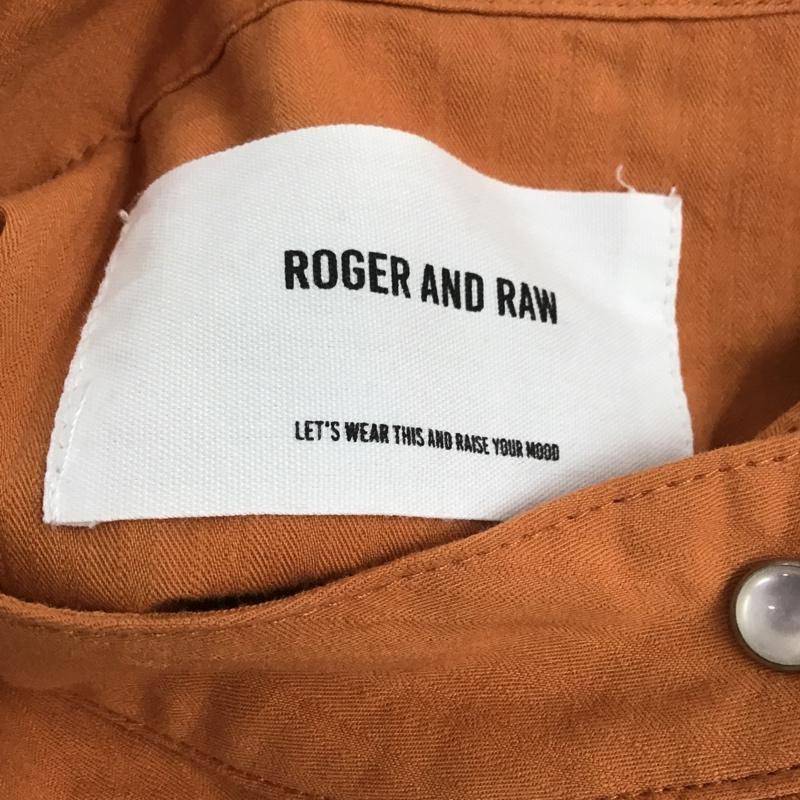 ROGER AND RAW
LET'S WEAR THIS AND RAISE YOUR MOOD